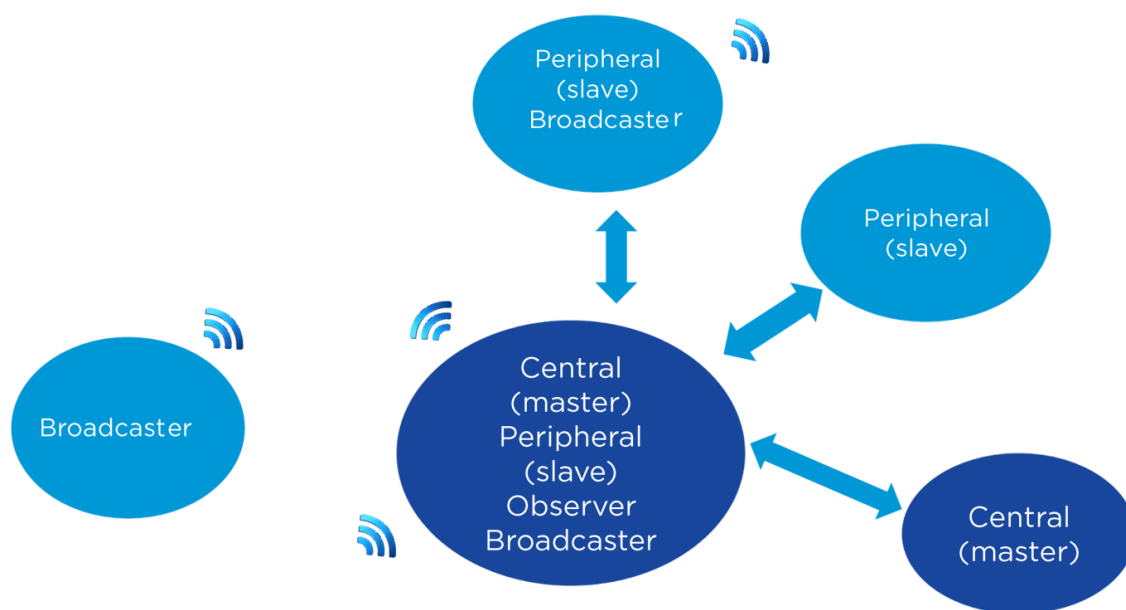 Peripheral
(slave)
Broadcaster
Peripheral
(slave)
Broadcaster
Central
(master)
Peripheral
(slave)
Observer
Broadcaster
Central
(master)